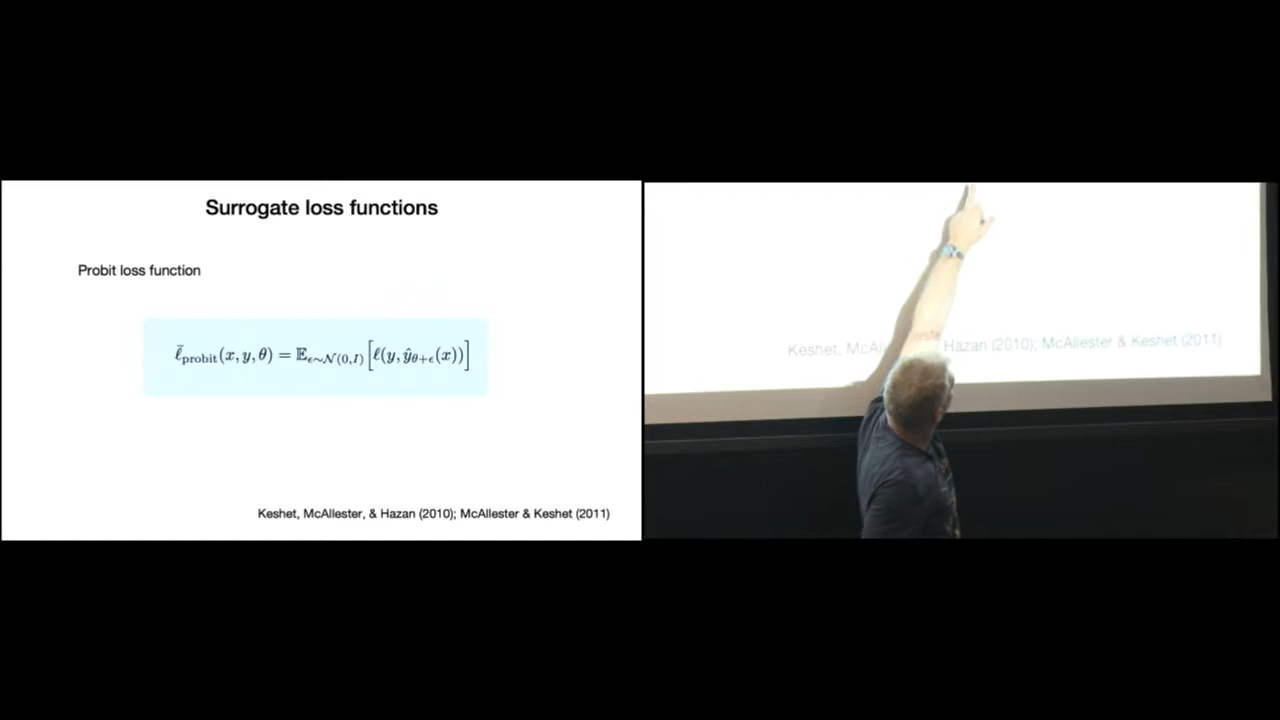 Surrogate loss functions
Probit loss function
ℓ̄_probit(x, y, θ) = 𝔼_{ϵ∼𝒩(0,I)}[ℓ(y, ŷ_{θ+ϵ}(x))]
Keshet, McAllester, & Hazan (2010); McAllester & Keshet (2011)
Keshet, McAl Hazan (2010); McAllester & Keshet (2011)